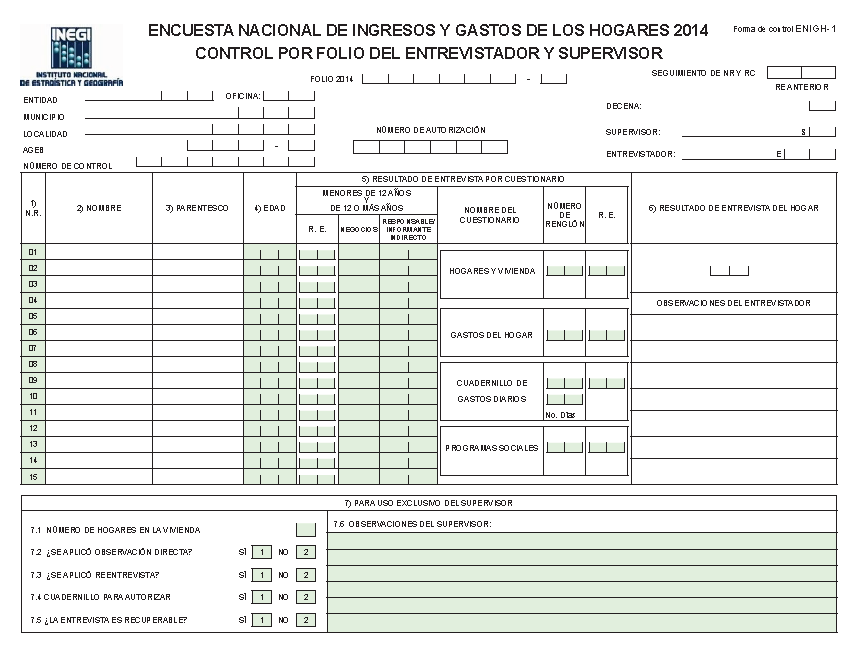 INEGI
INSTITUTO NACIONAL
DE ESTADÍSTICA Y GEOGRAFÍA
ENCUESTA NACIONAL DE INGRESOS Y GASTOS DE LOS HOGARES 2014
CONTROL POR FOLIO DEL ENTREVISTADOR Y SUPERVISOR
Forma de control ENIGH- 1
FOLIO 2014 -
SEGUIMIENTO DE NR Y RC
RE ANTERIOR
ENTIDAD
OFICINA:
MUNICIPIO
LOCALIDAD
AGEB -
NÚMERO DE CONTROL
NÚMERO DE AUTORIZACIÓN
DECENA:
SUPERVISOR: S
ENTREVISTADOR: E
1)
N.R.
2) NOMBRE
3) PARENTESCO
4) EDAD
5) RESULTADO DE ENTREVISTA POR CUESTIONARIO
MENORES DE 12 AÑOS
Y
DE 12 O MÁS AÑOS
R. E.
NEGOCIOS
RESPONSABLE/
INFORMANTE
INDIRECTO
NOMBRE DEL
CUESTIONARIO
NÚMERO
DE
RENGLÓN
R. E.
6) RESULTADO DE ENTREVISTA DEL HOGAR
01
02
03
04
05
06
07
08
09
10
11
12
13
14
15
HOGARES Y VIVIENDA
GASTOS DEL HOGAR
CUADERNILLO DE
GASTOS DIARIOS
No. Días
PROGRAMAS SOCIALES
OBSERVACIONES DEL ENTREVISTADOR
7) PARA USO EXCLUSIVO DEL SUPERVISOR
7.1 NÚMERO DE HOGARES EN LA VIVIENDA
7.2 ¿SE APLICÓ OBSERVACIÓN DIRECTA? SÍ 1 NO 2
7.3 ¿SE APLICÓ REENTREVISTA? SÍ 1 NO 2
7.4 CUADERNILLO PARA AUTORIZAR SÍ 1 NO 2
7.5 ¿LA ENTREVISTA ES RECUPERABLE? SÍ 1 NO 2
7.6 OBSERVACIONES DEL SUPERVISOR: